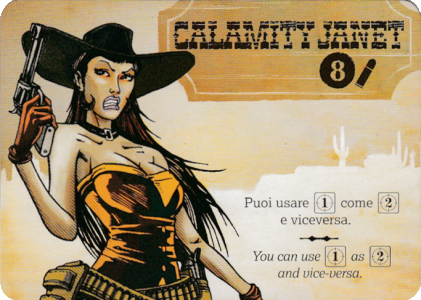 CALAMITY JANET
8
Puoi usare 1 come 2
e viceversa.
You can use 1 as 2
and vice-versa.